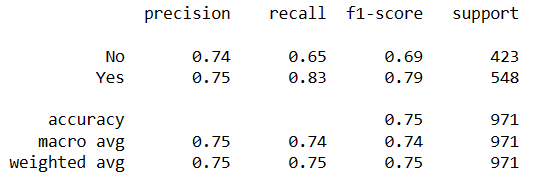 precision recall f1-score support
No 0.74 0.65 0.69 423
Yes 0.75 0.83 0.79 548
accuracy 0.75 971
macro avg 0.75 0.74 0.74 971
weighted avg 0.75 0.75 0.75 971